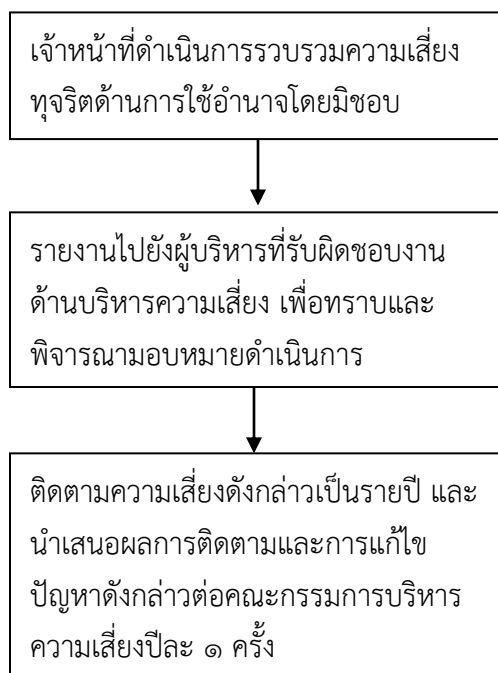 เจ้าหน้าที่ดำเนินการรวบรวมความเสี่ยง
ทุจริตด้านการใช้อำนาจโดยมิชอบ
รายงานไปยังผู้บริหารที่รับผิดชอบงาน
ด้านบริหารความเสี่ยง เพื่อทราบและ
พิจารณามอบหมายดำเนินการ
ติดตามความเสี่ยงดังกล่าวเป็นรายปี และ
นำเสนอผลการติดตามและการแก้ไข
ปัญหาดังกล่าวต่อคณะกรรมการบริหาร
ความเสี่ยงปีละ ๑ ครั้ง